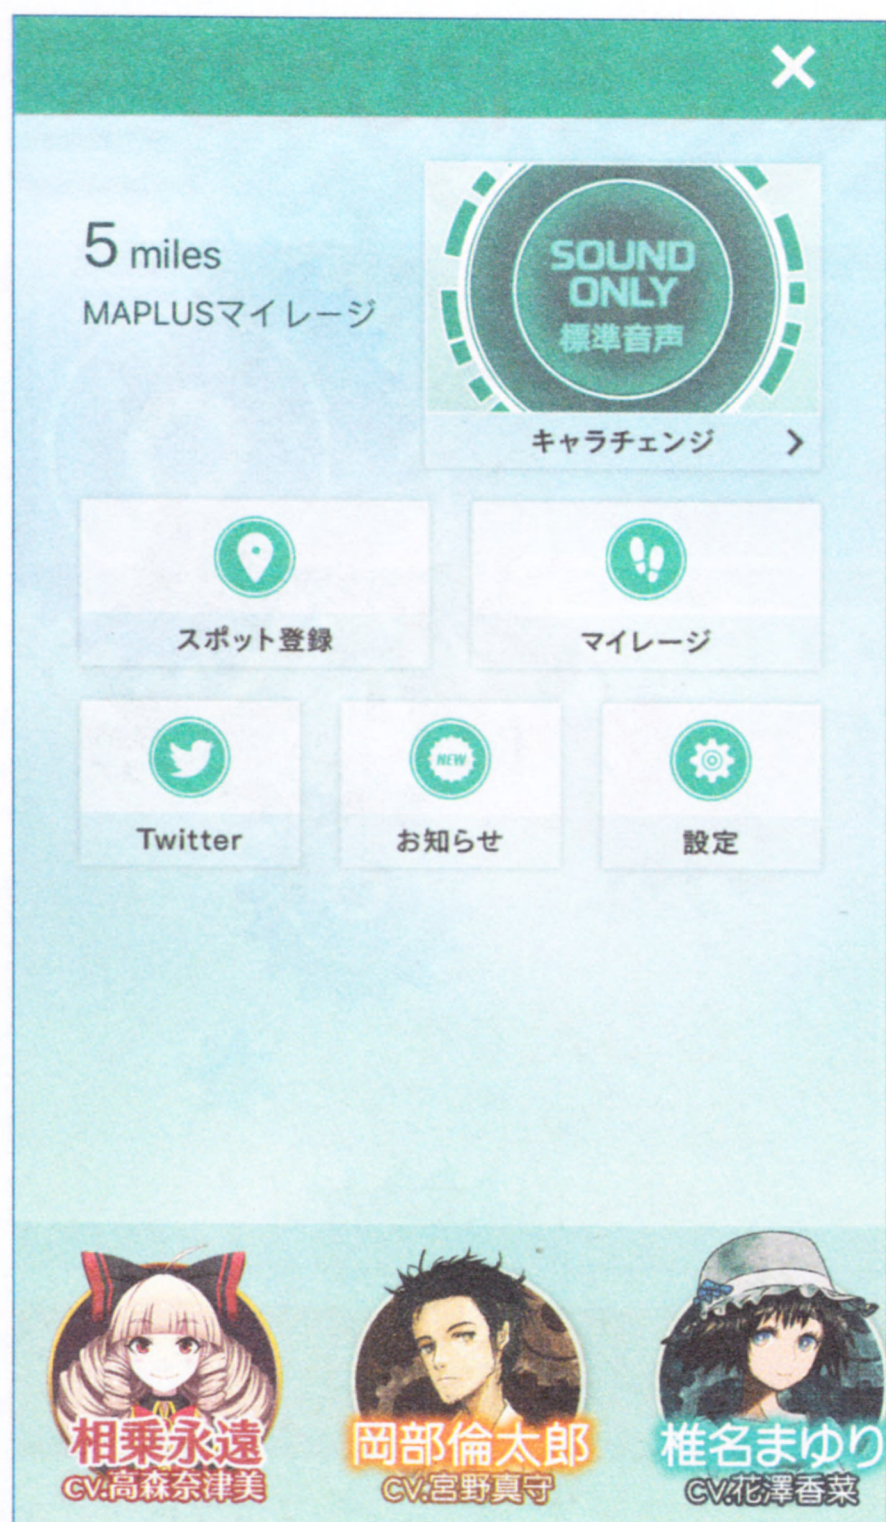 5 miles
MAPLUSマイレージ
SOUND
ONLY
標準音声
キャラチェンジ
スポット登録
マイレージ
Twitter
NEW
お知らせ
設定
相乗永遠
CV.高森奈津美
岡部倫太郎
CV.宮野真守
椎名まゆり
CV.花澤香菜